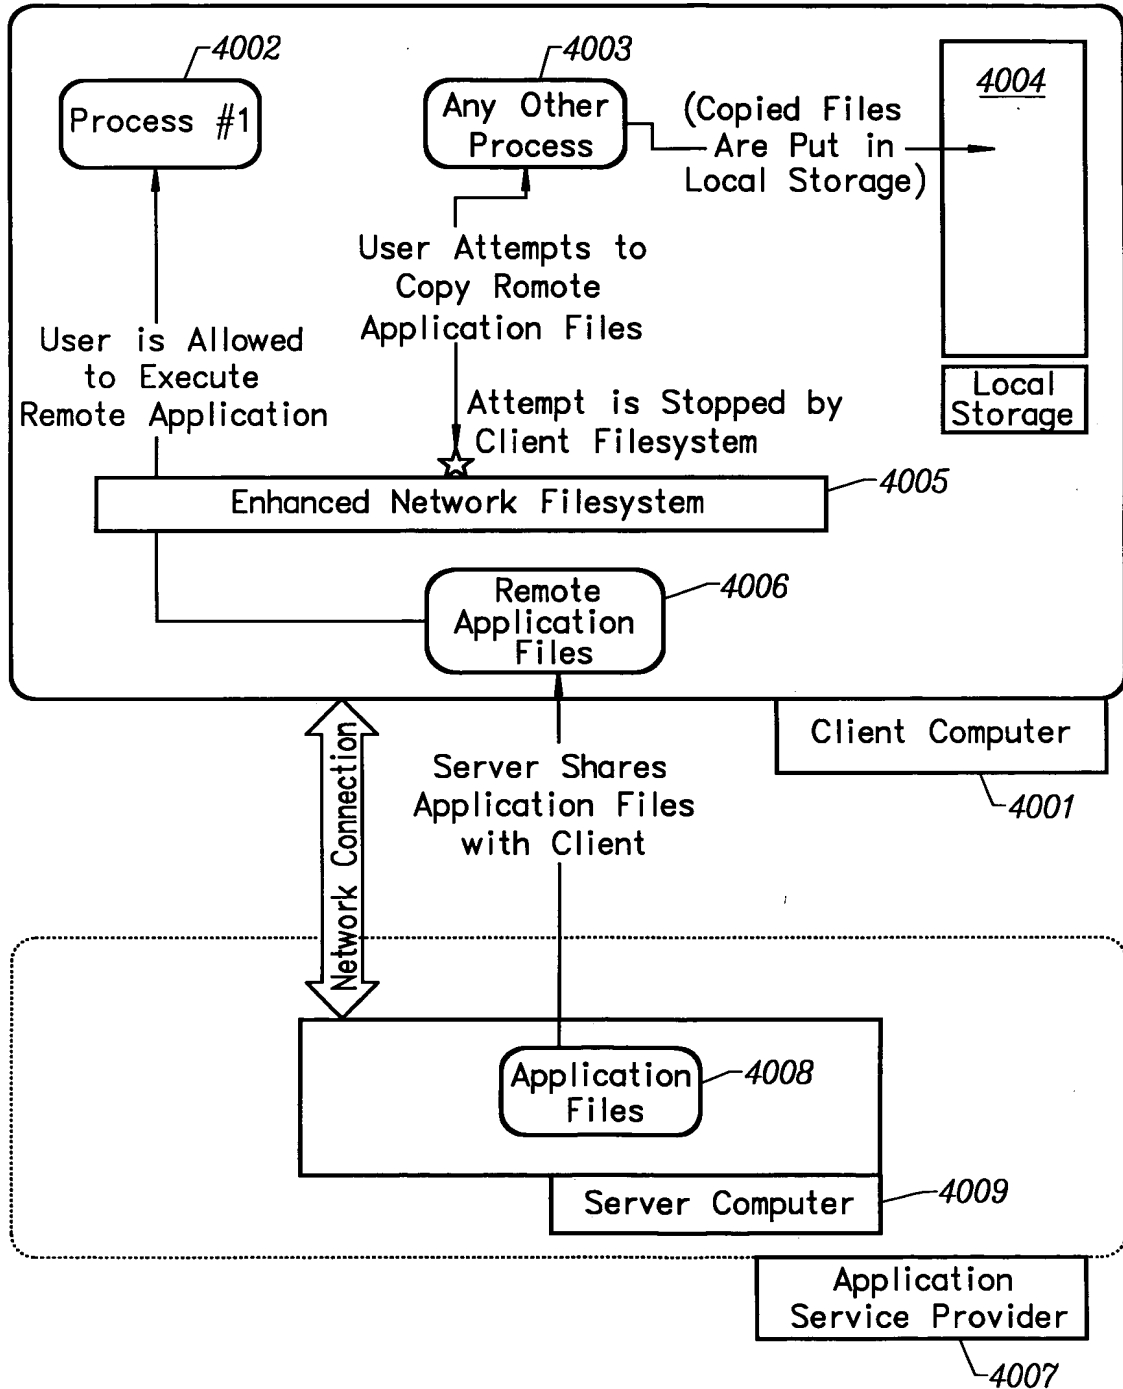 4002
4003
4004
Process #1
Any Other
Process
(Copied Files
Are Put in
Local Storage)
User Attempts to
Copy Romote
Application Files
User is Allowed
to Execute
Remote Application
Local
Storage
Attempt is Stopped by
Client Filesystem
Enhanced Network Filesystem
4005
Remote
Application
Files
4006
Client Computer
4001
Network Connection
Server Shares
Application Files
with Client
Application
Files
4008
Server Computer
4009
Application
Service Provider
4007